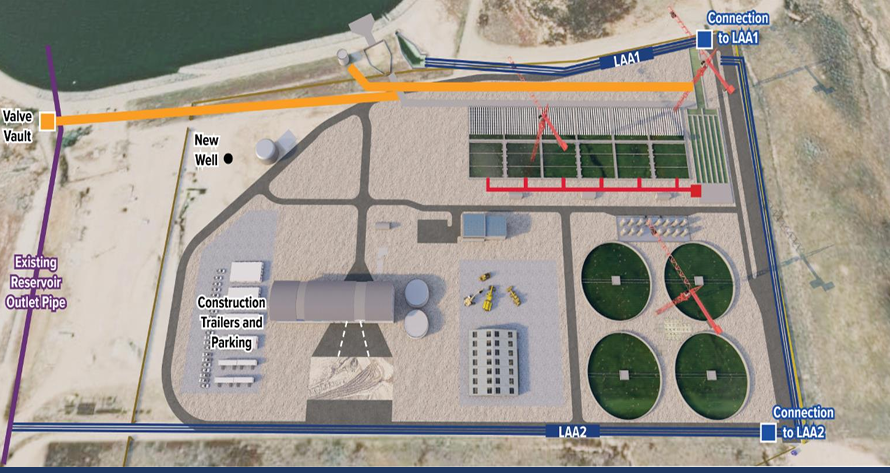 Connection
to LAA1
LAA1
Valve
Vault
New
Well
Existing
Reservoir
Outlet Pipe
Construction
Trailers and
Parking
Connection
to LAA2
LAA2